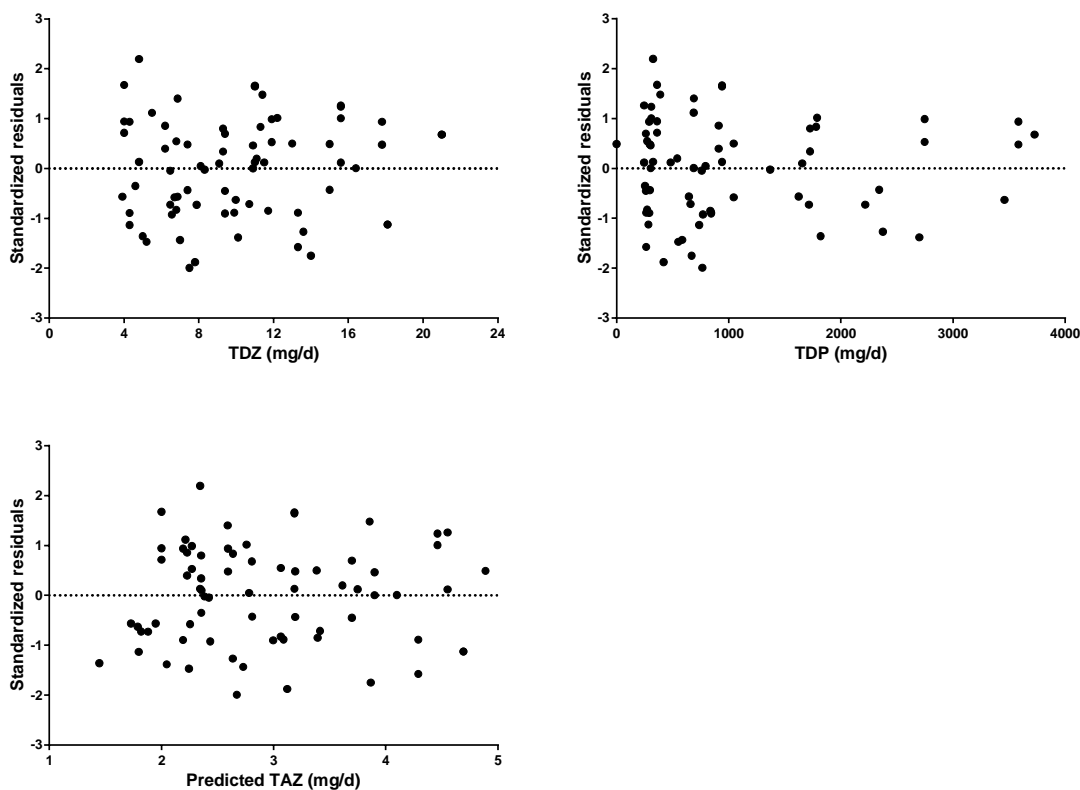 3
2
1
0
-1
-2
-3
Standardized residuals
0 4 8 12 16 20 24
TDZ (mg/d)
3
2
1
0
-1
-2
-3
Standardized residuals
0 1000 2000 3000 4000
TDP (mg/d)
3
2
1
0
-1
-2
-3
Standardized residuals
1 2 3 4 5
Predicted TAZ (mg/d)